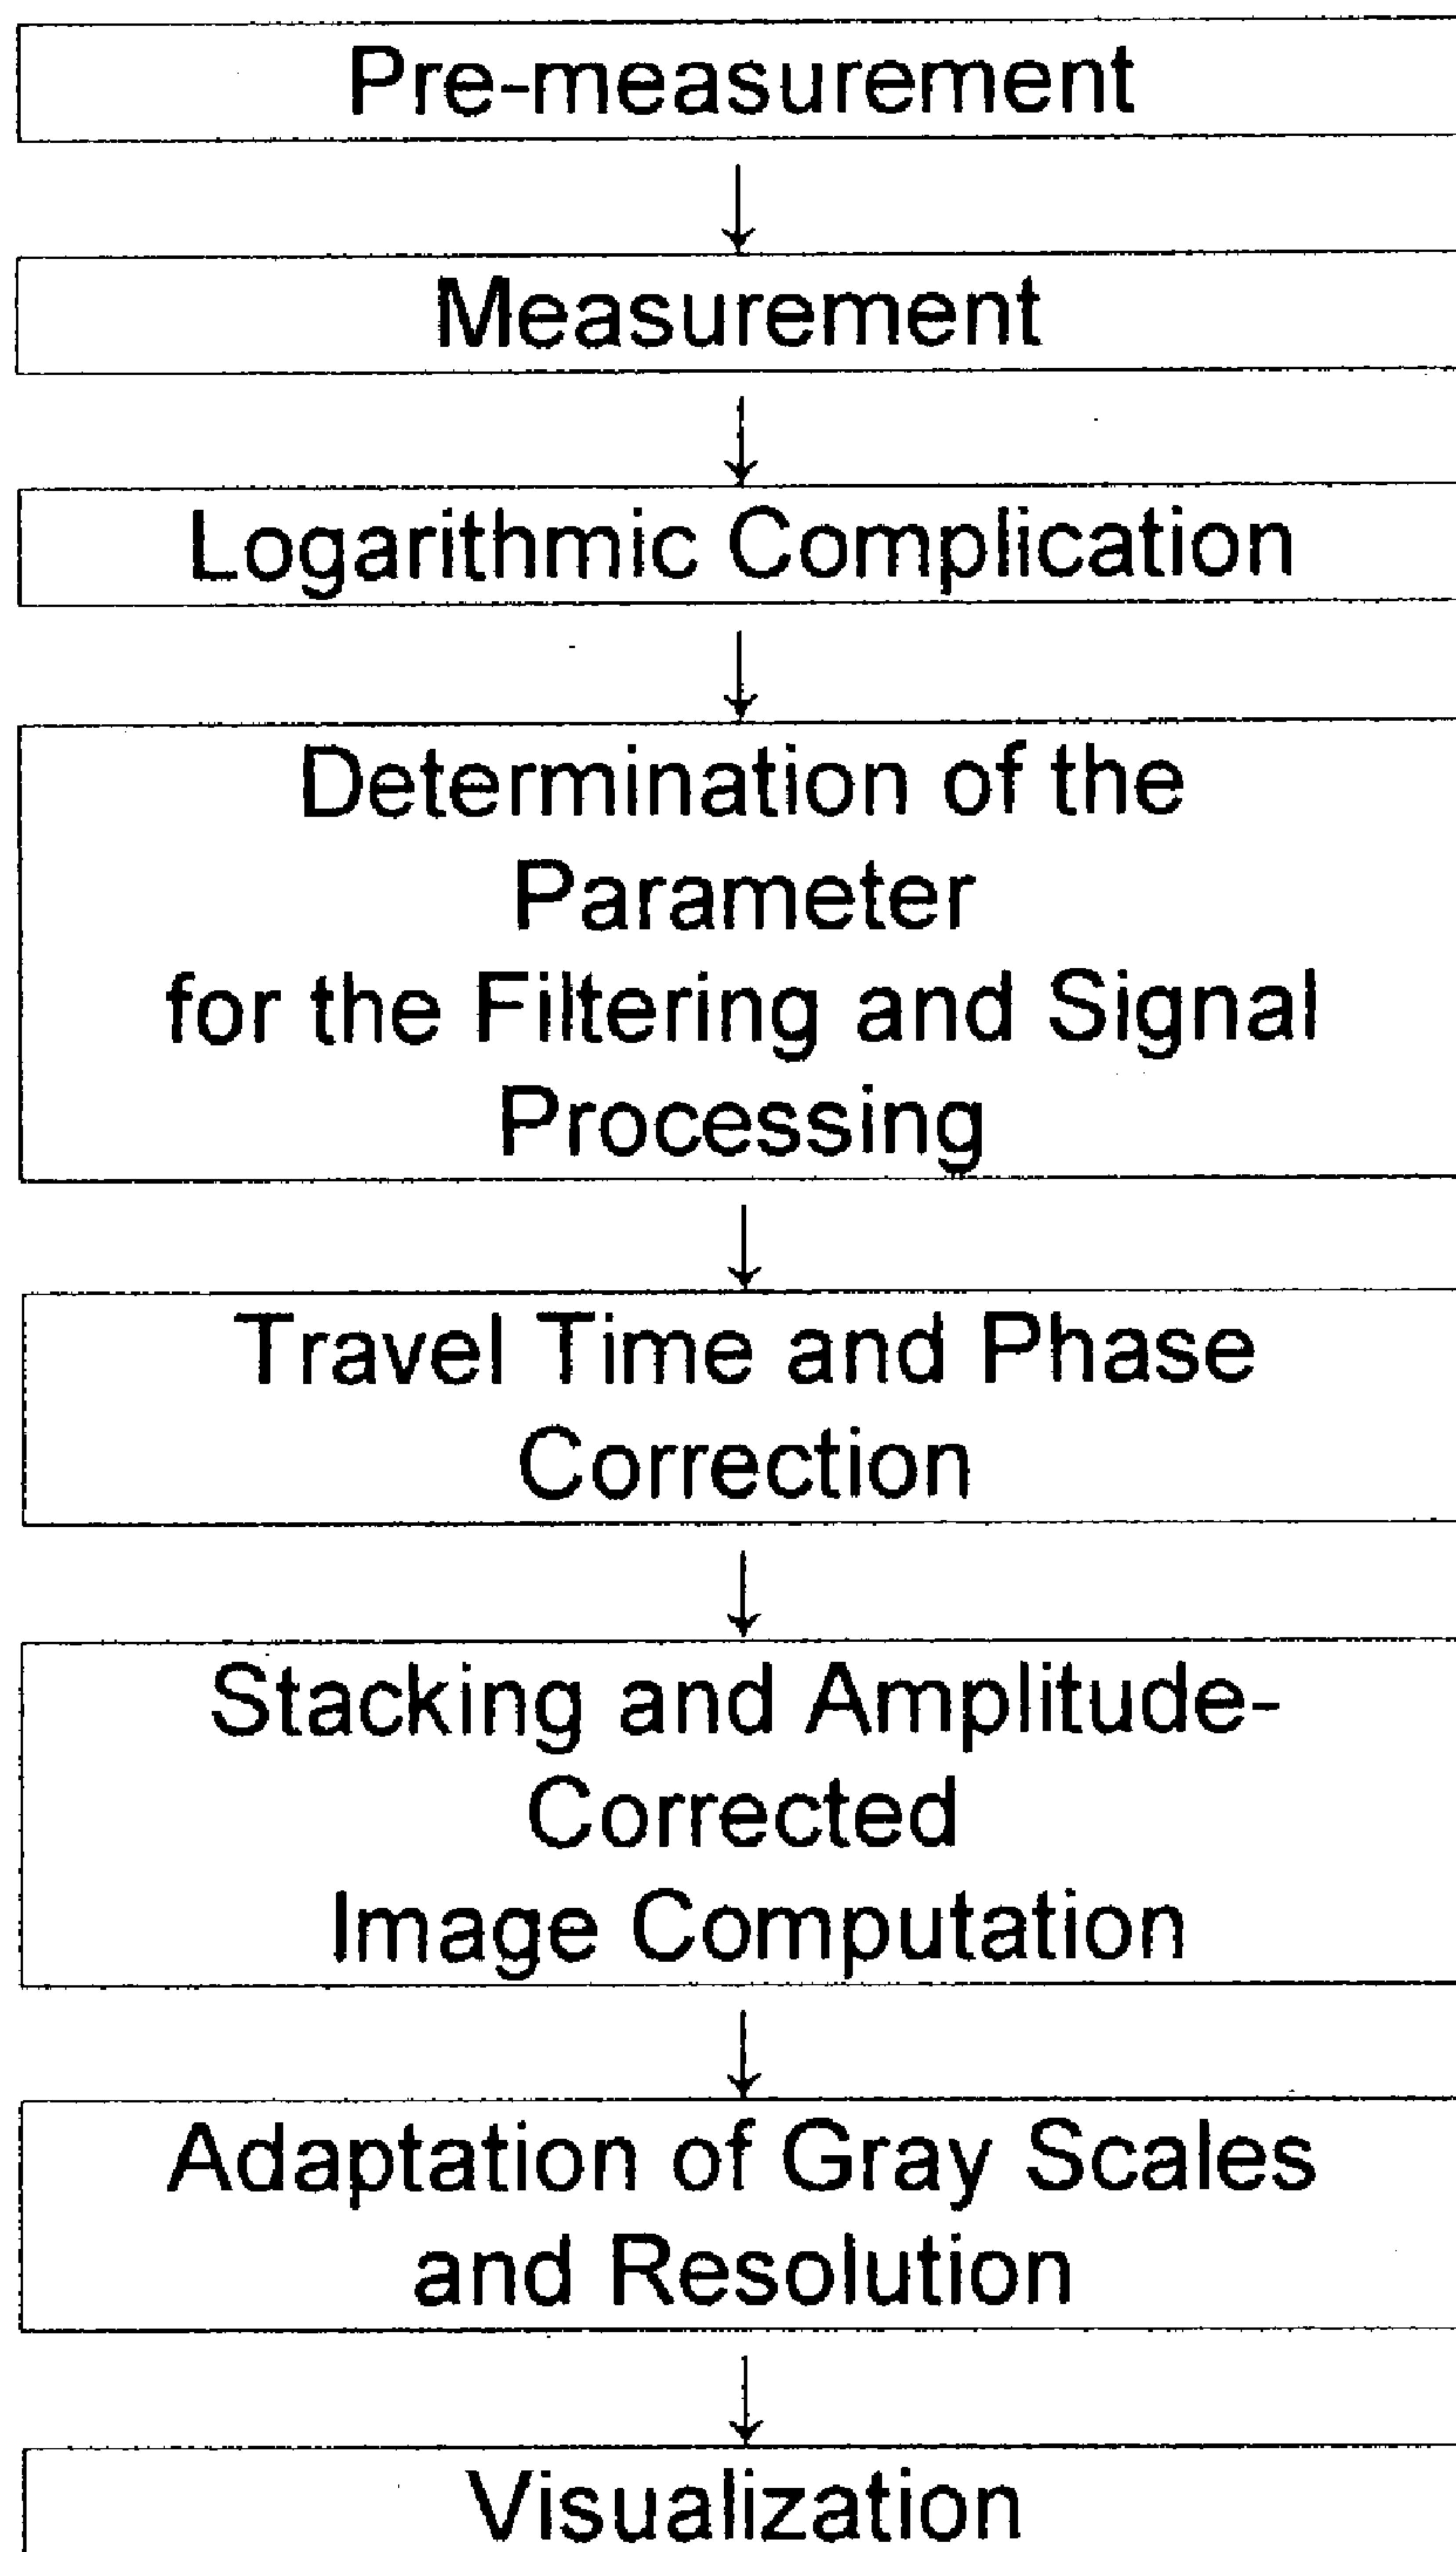 Pre-measurement
Measurement
Logarithmic Complication
Determination of the
Parameter
for the Filtering and Signal
Processing
Travel Time and Phase
Correction
Stacking and Amplitude-
Corrected
Image Computation
Adaptation of Gray Scales
and Resolution
Visualization